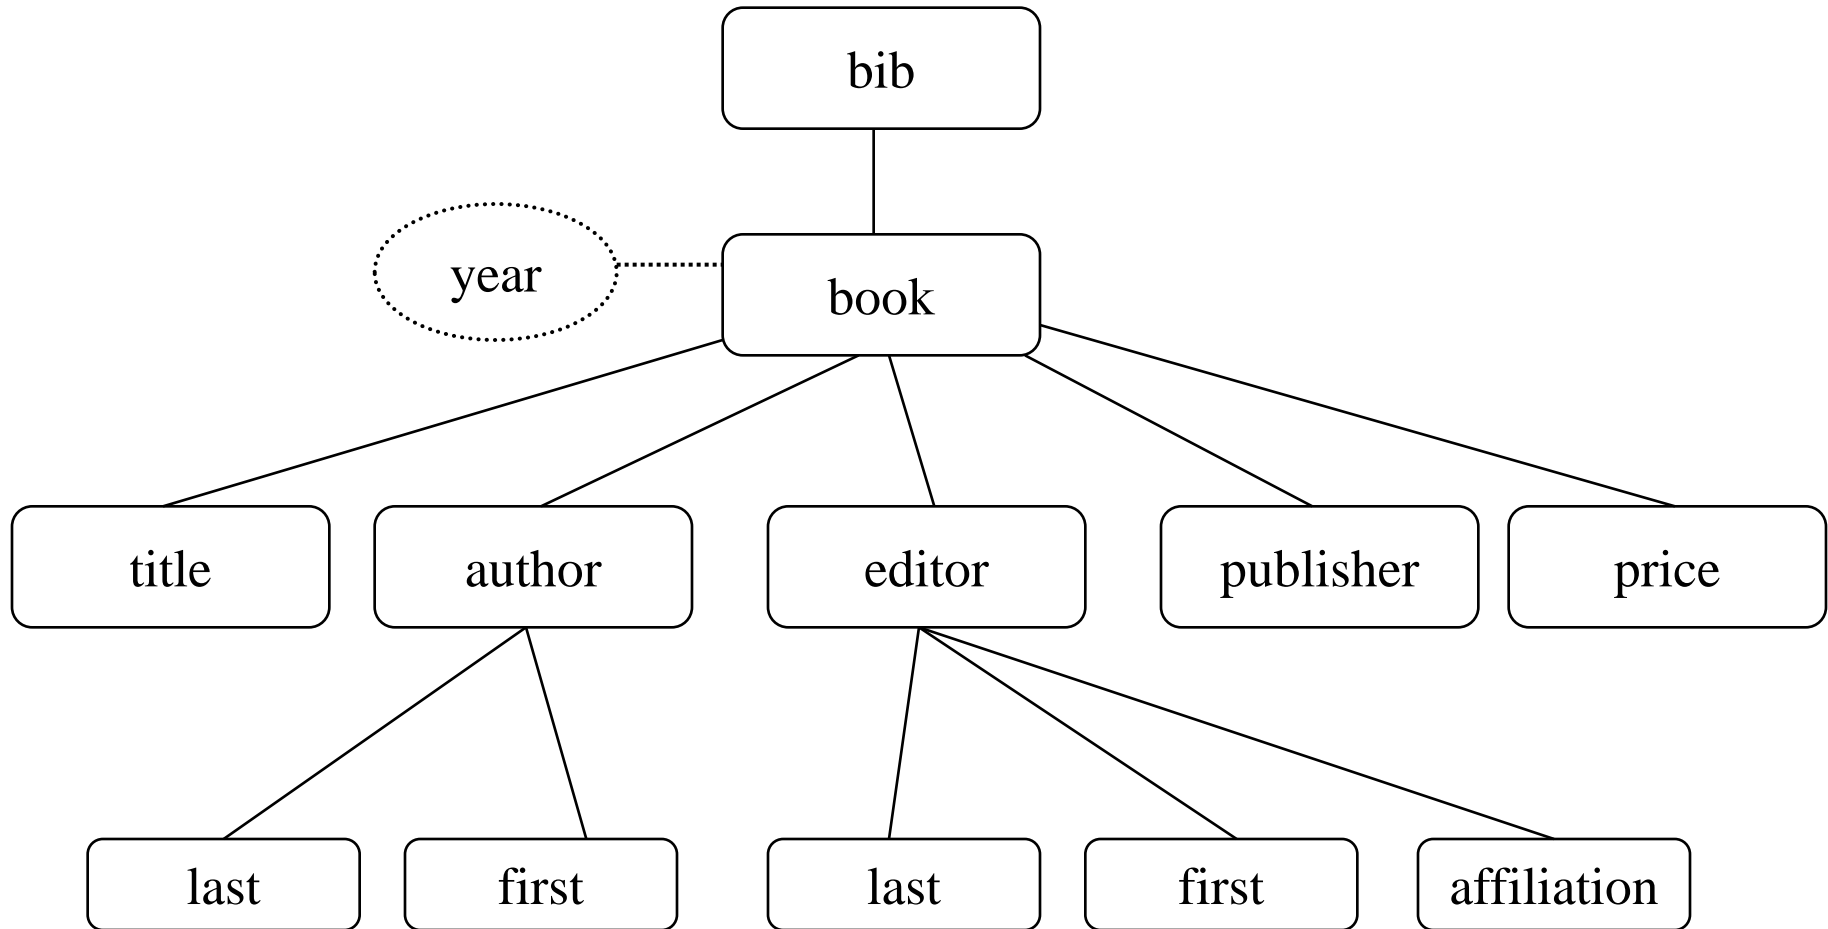 bib
year
book
title
author
editor
publisher
price
last
first
last
first
affiliation